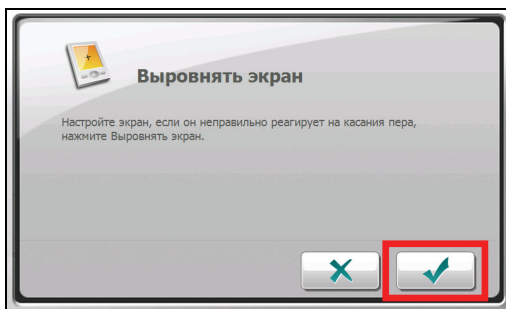 Выровнять экран
Настройте экран, если он неправильно реагирует на касания пера,
нажмите Выровнять экран.